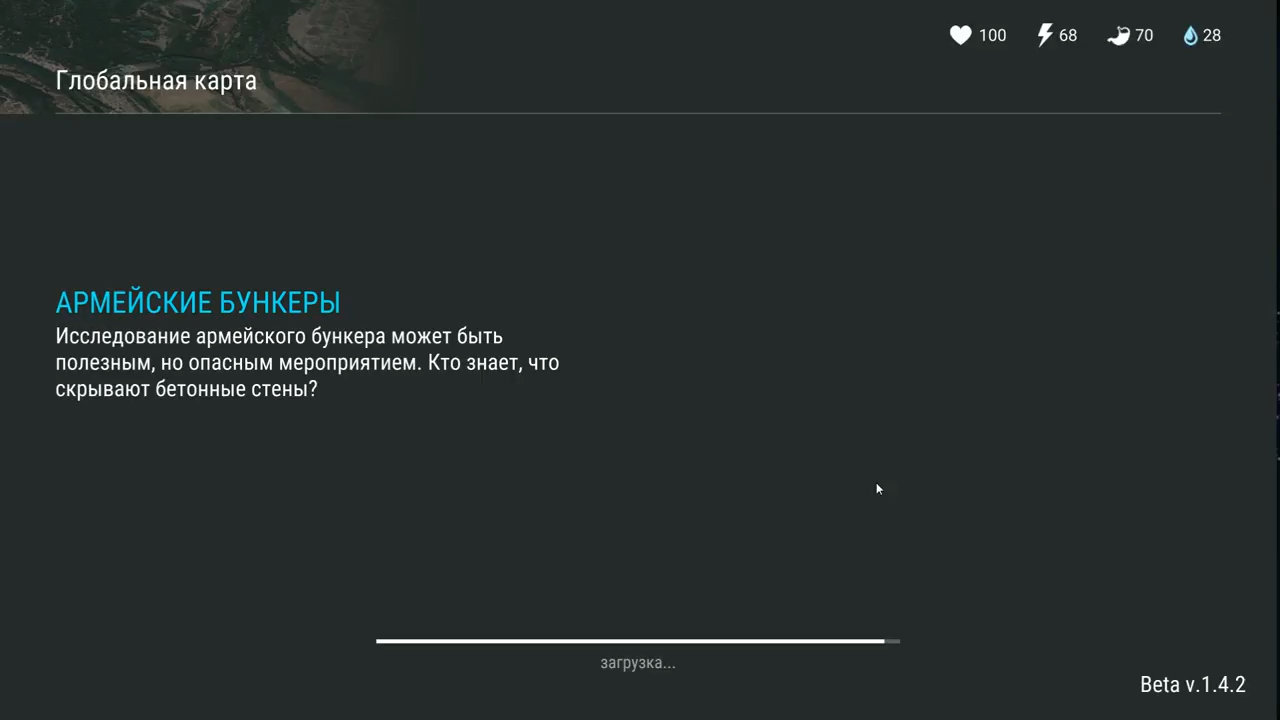 100 68 70 28
Глобальная карта
АРМЕЙСКИЕ БУНКЕРЫ
Исследование армейского бункера может быть
полезным, но опасным мероприятием. Кто знает, что
скрывают бетонные стены?
загрузка...
Beta v.1.4.2